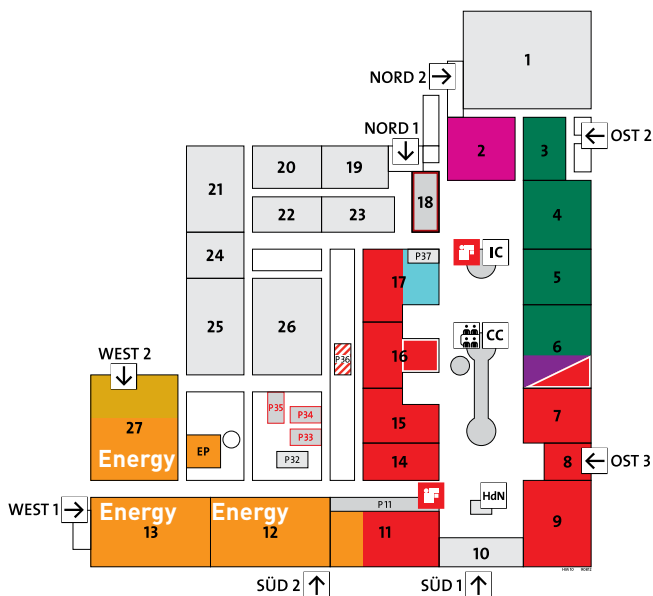 1
NORD 2
NORD 1
OST 2
2
3
20
19
21
18
22
23
4
24
P37
IC
17
5
25
26
CC
6
WEST 2
P36
16
P35
P34
P33
P32
27
Energy
EP
15
14
7
8
OST 3
HdN
WEST 1
Energy
13
Energy
12
P11
11
9
10
SÜD 2
SÜD 1